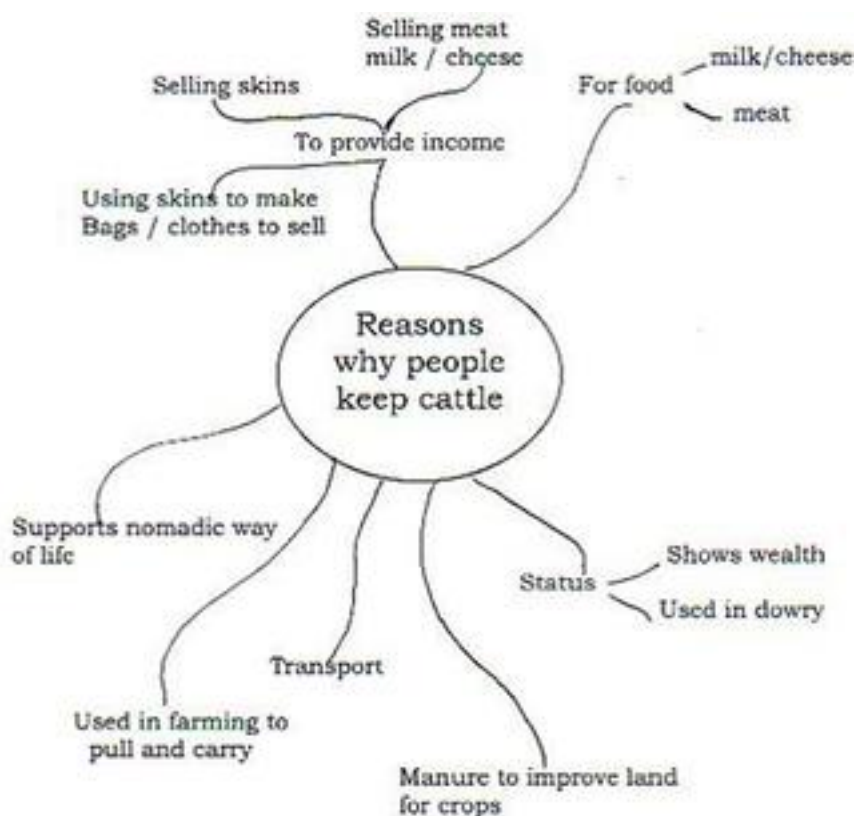 Selling meat
milk / cheese
Selling skins
To provide income
Using skins to make
Bags / clothes to sell
For food
milk/cheese
meat
Reasons
why people
keep cattle
Supports nomadic way
of life
Used in farming to
pull and carry
Transport
Manure to improve land
for crops
Status
Shows wealth
Used in dowry